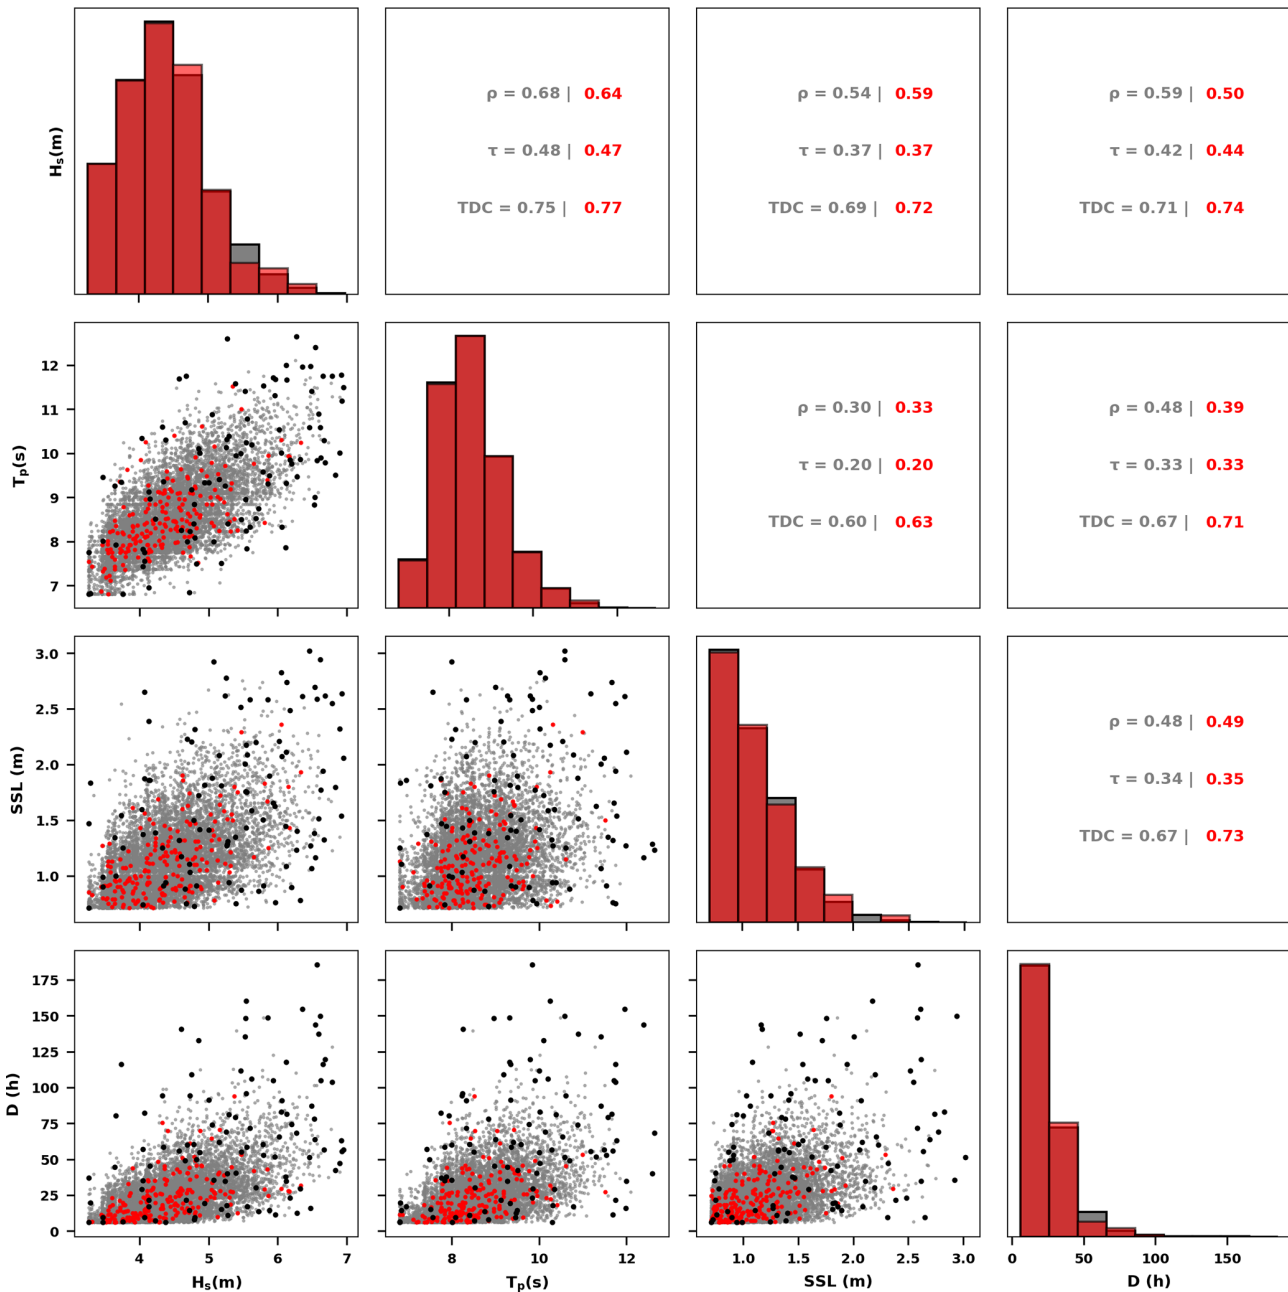 Hs(m)
ρ = 0.68 | 0.64
τ = 0.48 | 0.47
TDC = 0.75 | 0.77
ρ = 0.54 | 0.59
τ = 0.37 | 0.37
TDC = 0.69 | 0.72
ρ = 0.59 | 0.50
τ = 0.42 | 0.44
TDC = 0.71 | 0.74
Tp(s)
12
11
10
9
8
7
ρ = 0.30 | 0.33
τ = 0.20 | 0.20
TDC = 0.60 | 0.63
ρ = 0.48 | 0.39
τ = 0.33 | 0.33
TDC = 0.67 | 0.71
SSL (m)
3.0
2.5
2.0
1.5
1.0
ρ = 0.48 | 0.49
τ = 0.34 | 0.35
TDC = 0.67 | 0.73
D (h)
175
150
125
100
75
50
25
0
4 5 6 7
Hs(m)
8 10 12
Tp(s)
1.0 1.5 2.0 2.5 3.0
SSL (m)
0 50 100 150
D (h)